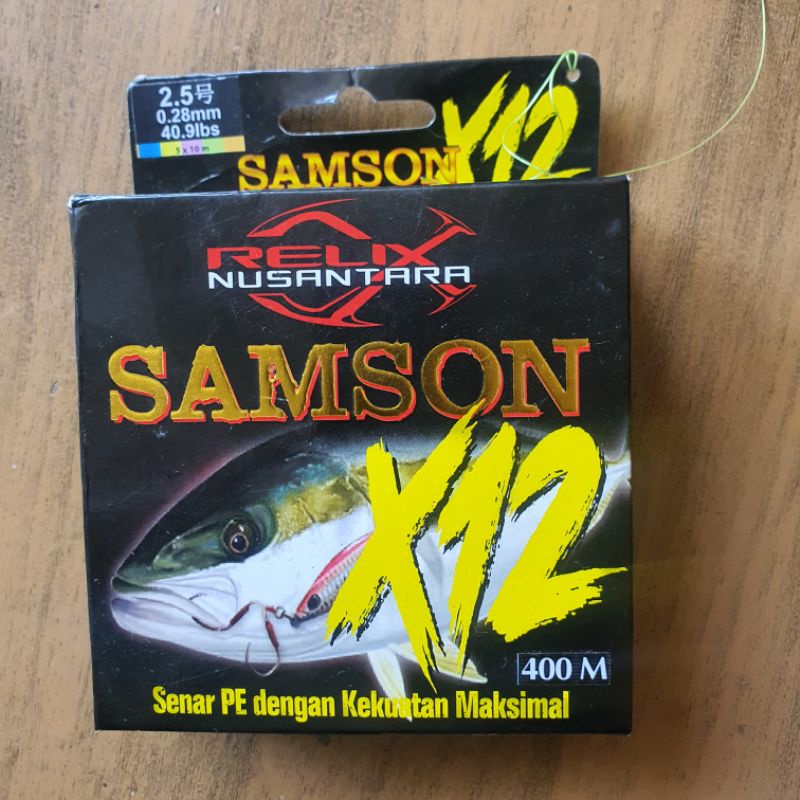 2.5号
0.28mm
40.9lbs
5 x 10 m
SAMSON X12
RELIX
NUSANTARA
SAMSON
X12
400 M
Senar PE dengan Kekuatan Maksimal